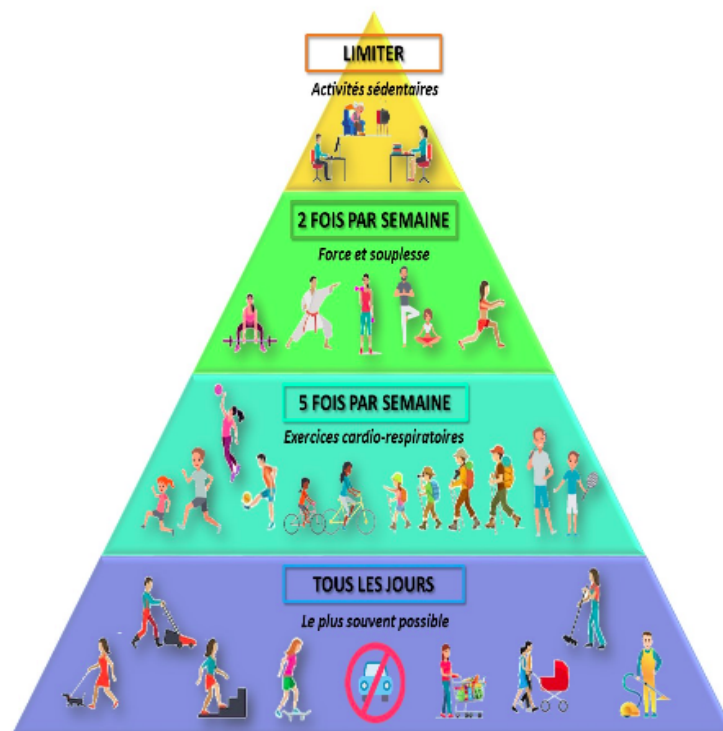 LIMITER
Activités sédentaires
2 FOIS PAR SEMAINE
Force et souplesse
5 FOIS PAR SEMAINE
Exercices cardio-respiratoires
TOUS LES JOURS
Le plus souvent possible